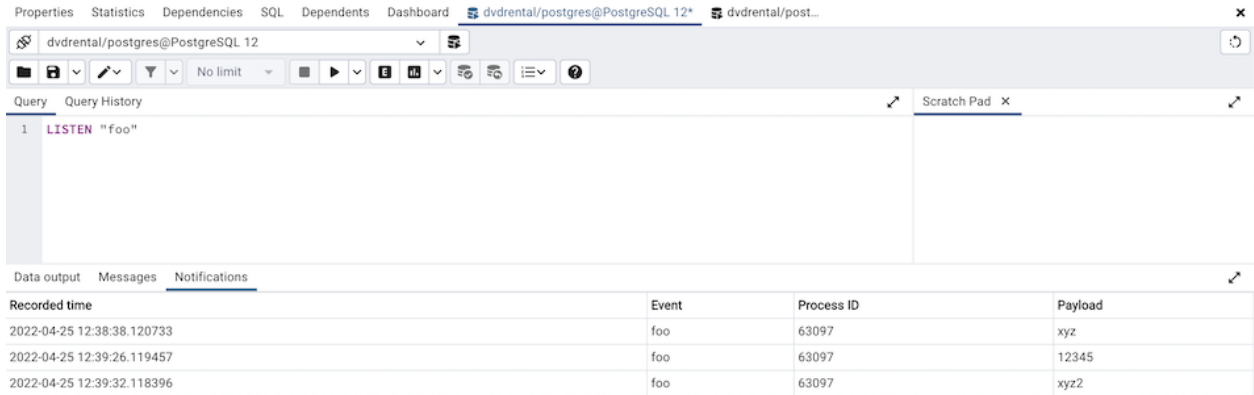 Properties Statistics Dependencies SQL Dependents Dashboard dvdrental/postgres@PostgreSQL 12* dvdrental/post...
dvdrental/postgres@PostgreSQL 12
No limit
Query Query History Scratch Pad
1 LISTEN "foo"
Data output Messages Notifications
Recorded time Event Process ID Payload
2022-04-25 12:38:38.120733 foo 63097 xyz
2022-04-25 12:39:26.119457 foo 63097 12345
2022-04-25 12:39:32.118396 foo 63097 xyz2